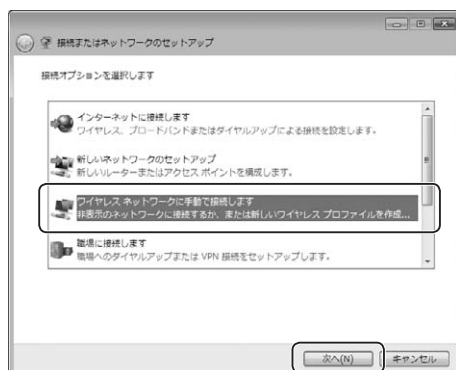 接続またはネットワークのセットアップ
接続オプションを選択します
インターネットに接続します
ワイヤレス、ブロードバンドまたはダイヤルアップによる接続を設定します。
新しいネットワークのセットアップ
新しいルーターまたはアクセス ポイントを構成します。
ワイヤレス ネットワークに手動で接続します
非表示のネットワークに接続するか、または新しいワイヤレス プロファイルを作成...
職場に接続します
職場へのダイヤルアップまたは VPN 接続をセットアップします。
次へ(N) キャンセル